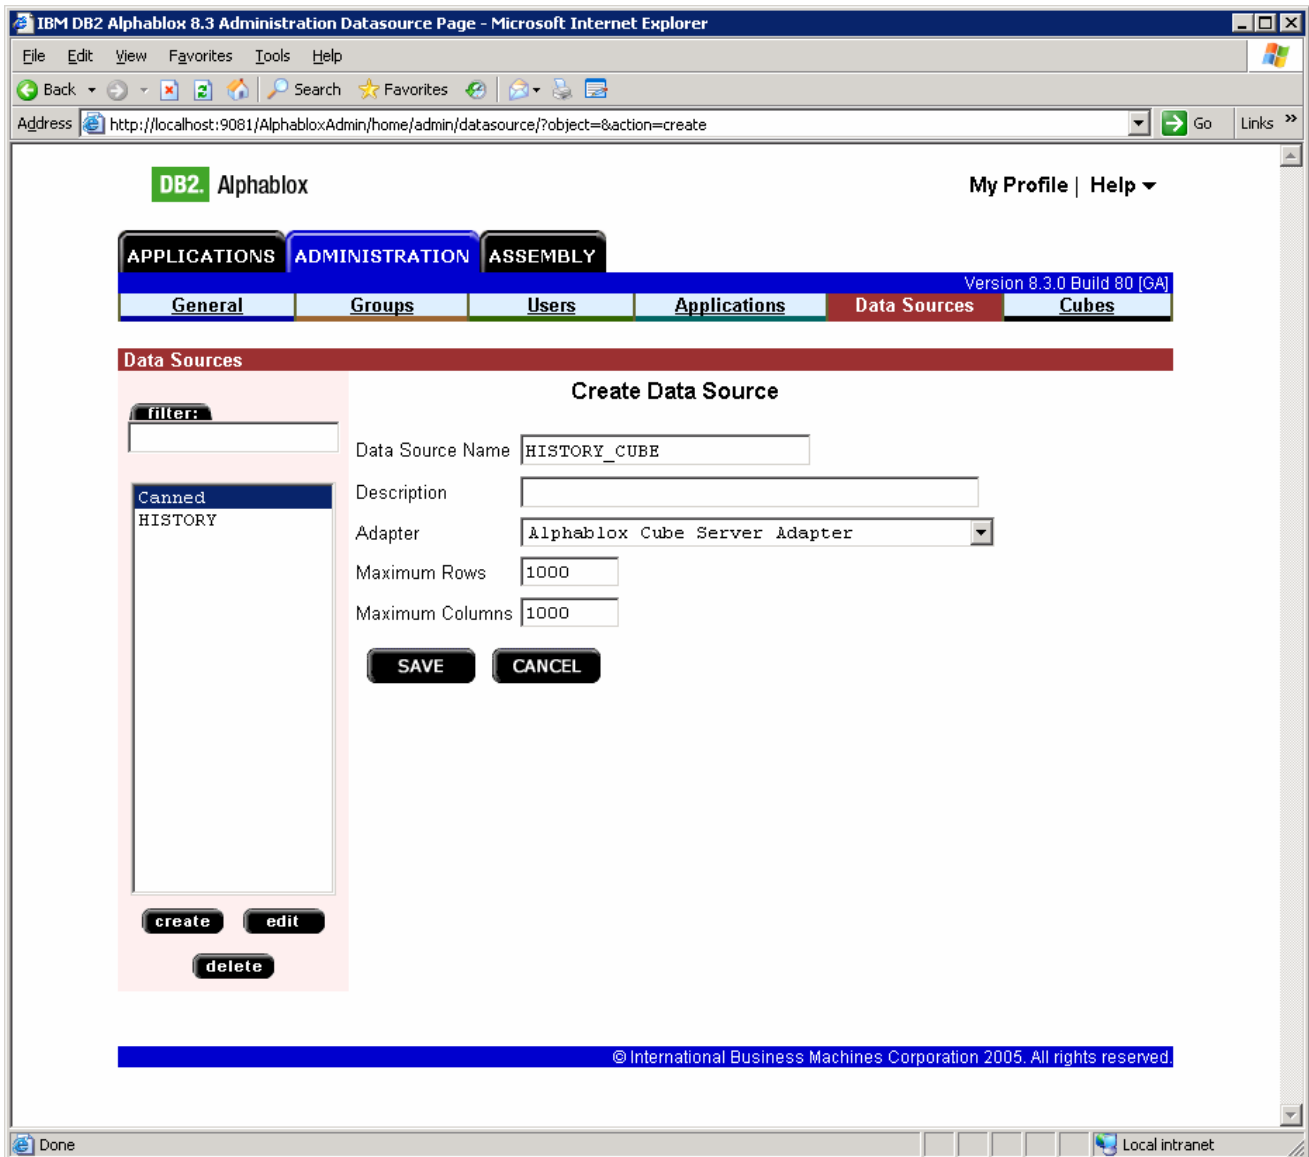 IBM DB2 Alphablox 8.3 Administration Datasource Page - Microsoft Internet Explorer
File Edit View Favorites Tools Help
Back Search Favorites
Address http://localhost:9081/AlphabloxAdmin/home/admin/datasource/?object=&action=create Go Links »
DB2. Alphablox My Profile | Help
APPLICATIONS ADMINISTRATION ASSEMBLY
Version 8.3.0 Build 80 [GA]
General Groups Users Applications Data Sources Cubes
Data Sources
Create Data Source
filter:
Data Source Name HISTORY_CUBE
Canned
HISTORY
Description
Adapter Alphablox Cube Server Adapter
Maximum Rows 1000
Maximum Columns 1000
SAVE CANCEL
create edit
delete
© International Business Machines Corporation 2005. All rights reserved.
Done Local intranet